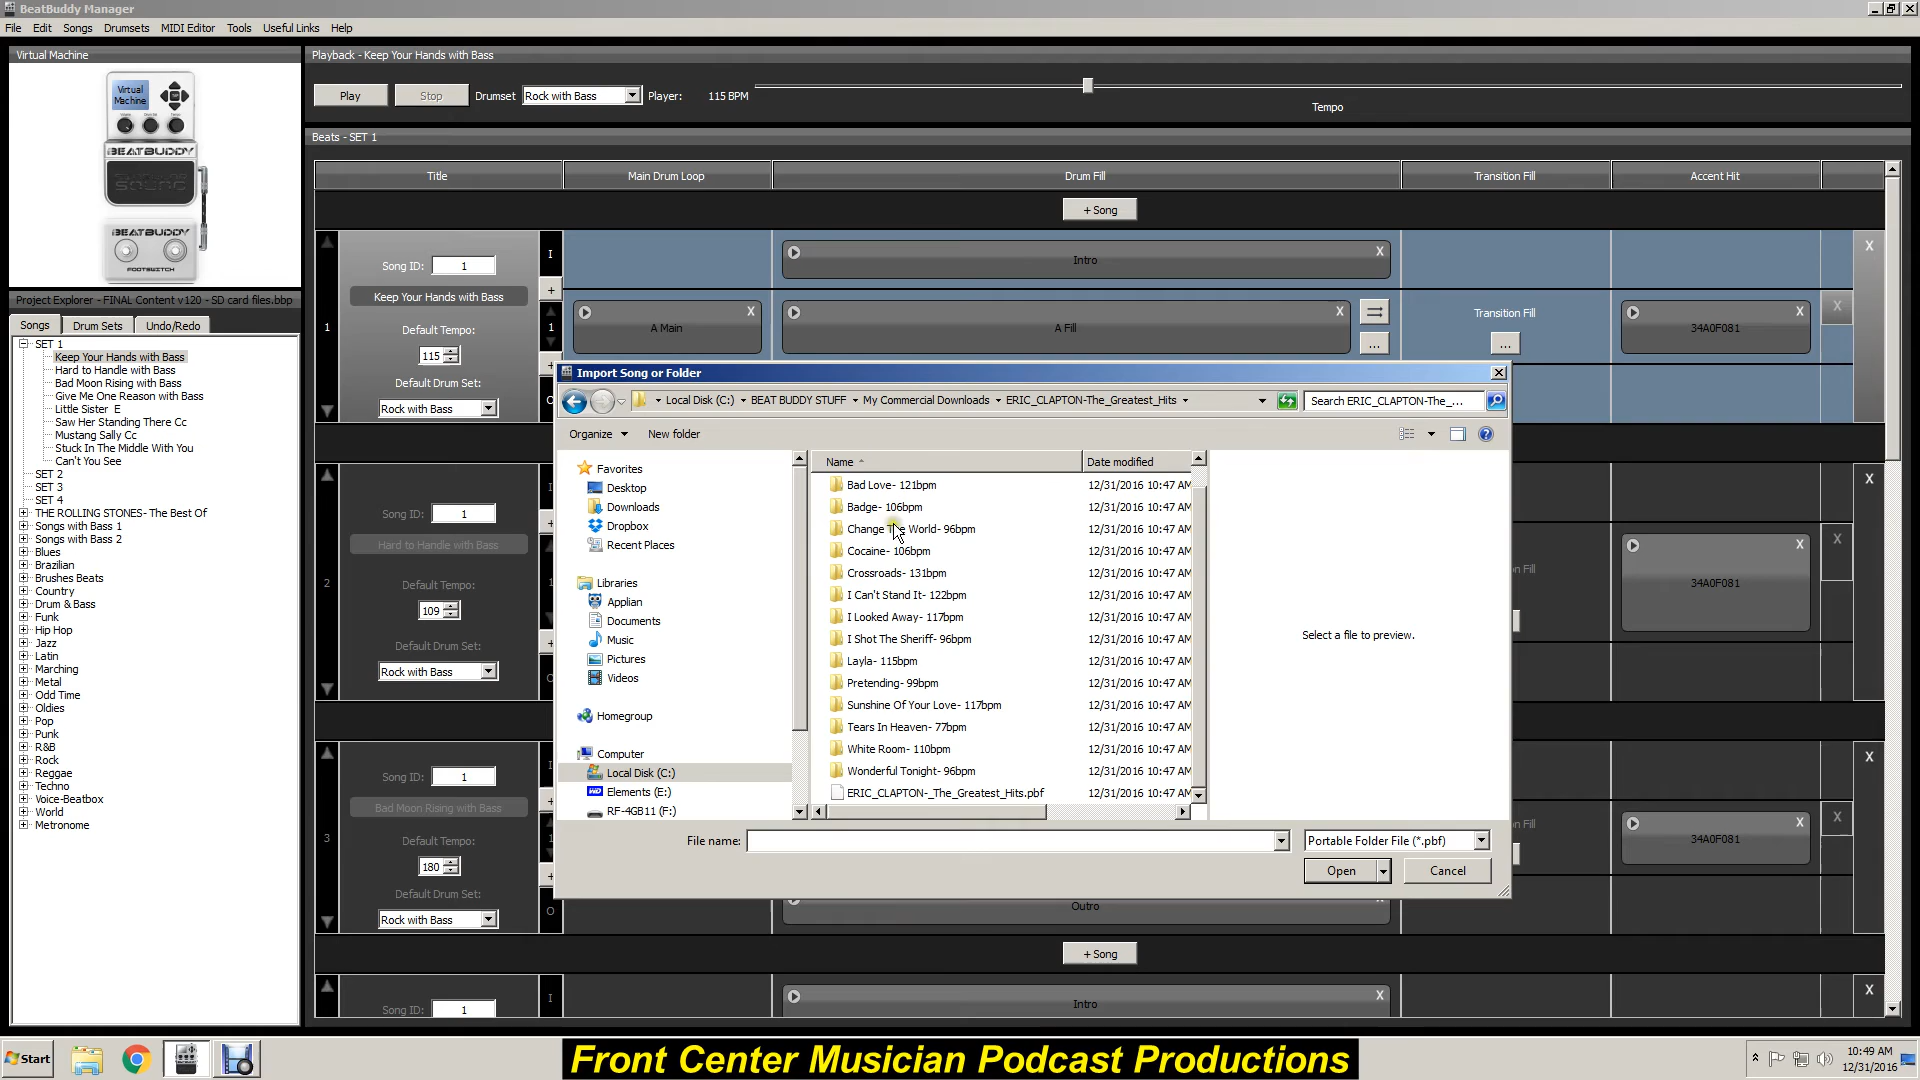 BeatBuddy Manager
File Edit Songs Drumsets MIDI Editor Tools Useful Links Help
Virtual Machine
Playback - Keep Your Hands with Bass
Virtual
Machine
Play Stop Drumset Rock with Bass Player: 115 BPM
Tempo
BEATBUDDY
BEATBUDDY
FOOTSWITCH
Beats - SET 1
Title Main Drum Loop Drum Fill Transition Fill Accent Hit
+ Song
Song ID: 1 I Intro X X
Keep Your Hands with Bass +
Default Tempo: 1 1 A Main X A Fill X Transition Fill 34A0F081 X X
115 ... ...
Default Drum Set:
Rock with Bass O
Project Explorer - FINAL Content v120 - SD card files.bbp
Songs Drum Sets Undo/Redo
SET 1
Keep Your Hands with Bass
Hard to Handle with Bass
Bad Moon Rising with Bass
Give Me One Reason with Bass
Little Sister E
Saw Her Standing There Cc
Mustang Sally Cc
Stuck In The Middle With You
Can't You See
SET 2
SET 3
SET 4
THE ROLLING STONES- The Best Of
Songs with Bass 1
Songs with Bass 2
Blues
Brazilian
Brushes Beats
Country
Drum & Bass
Funk
Hip Hop
Jazz
Latin
Marching
Metal
Odd Time
Oldies
Pop
Punk
R&B
Rock
Reggae
Techno
Voice-Beatbox
World
Metronome
Song ID: 1 X
Hard to Handle with Bass
2 Default Tempo: 34A0F081 X X
109
Default Drum Set:
Rock with Bass
Song ID: 1 X
Bad Moon Rising with Bass
3 Default Tempo: 34A0F081 X X
180
Default Drum Set:
Rock with Bass O Outro
+ Song
Song ID: 1 I Intro X X
Import Song or Folder
Local Disk (C:) BEAT BUDDY STUFF My Commercial Downloads ERIC_CLAPTON-The_Greatest_Hits Search ERIC_CLAPTON-The_...
Organize New folder
Favorites
Desktop
Downloads
Dropbox
Recent Places
Libraries
Applian
Documents
Music
Pictures
Videos
Homegroup
Computer
Local Disk (C:)
Elements (E:)
RF-4GB11 (F:)
Name Date modified
Bad Love- 121bpm 12/31/2016 10:47 AM
Badge- 106bpm 12/31/2016 10:47 AM
Change The World- 96bpm 12/31/2016 10:47 AM
Cocaine- 106bpm 12/31/2016 10:47 AM
Crossroads- 131bpm 12/31/2016 10:47 AM
I Can't Stand It- 122bpm 12/31/2016 10:47 AM
I Looked Away- 117bpm 12/31/2016 10:47 AM
I Shot The Sheriff- 96bpm 12/31/2016 10:47 AM
Layla- 115bpm 12/31/2016 10:47 AM
Pretending- 99bpm 12/31/2016 10:47 AM
Sunshine Of Your Love- 117bpm 12/31/2016 10:47 AM
Tears In Heaven- 77bpm 12/31/2016 10:47 AM
White Room- 110bpm 12/31/2016 10:47 AM
Wonderful Tonight- 96bpm 12/31/2016 10:47 AM
ERIC_CLAPTON-_The_Greatest_Hits.pbf 12/31/2016 10:47 AM
Select a file to preview.
File name: Portable Folder File (*.pbf)
Open Cancel
Start
Front Center Musician Podcast Productions
10:49 AM
12/31/2016